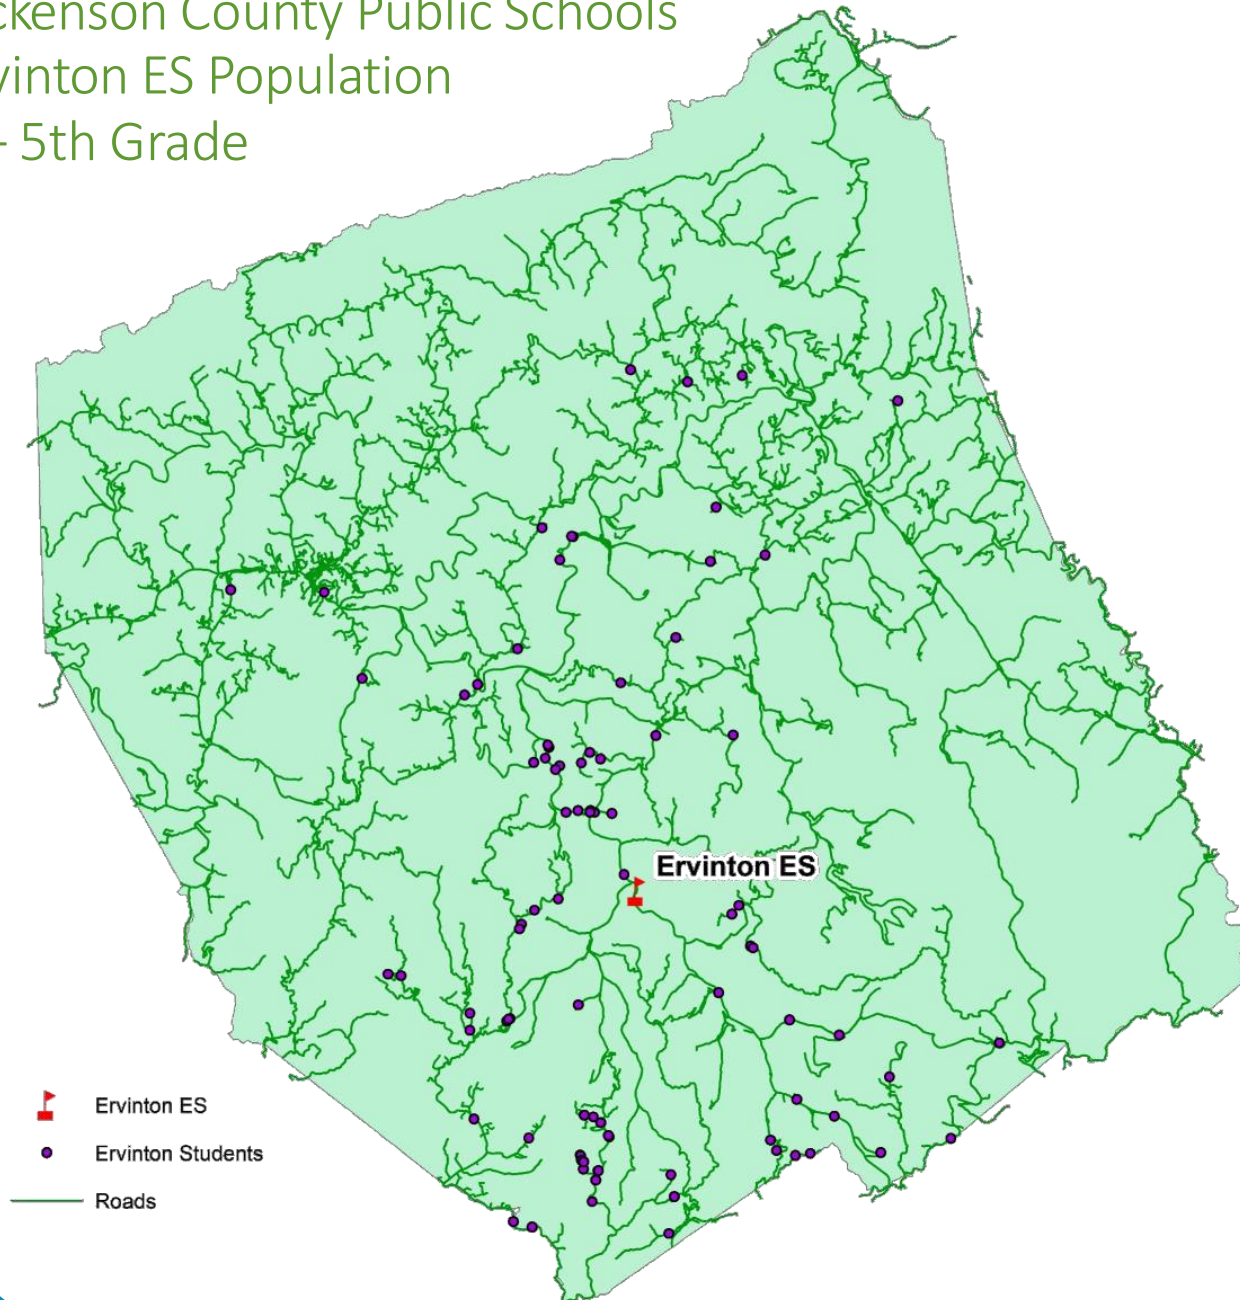 ckenson County Public Schools
vinton ES Population
- 5th Grade
Ervinton ES
Ervinton ES
Ervinton Students
Roads